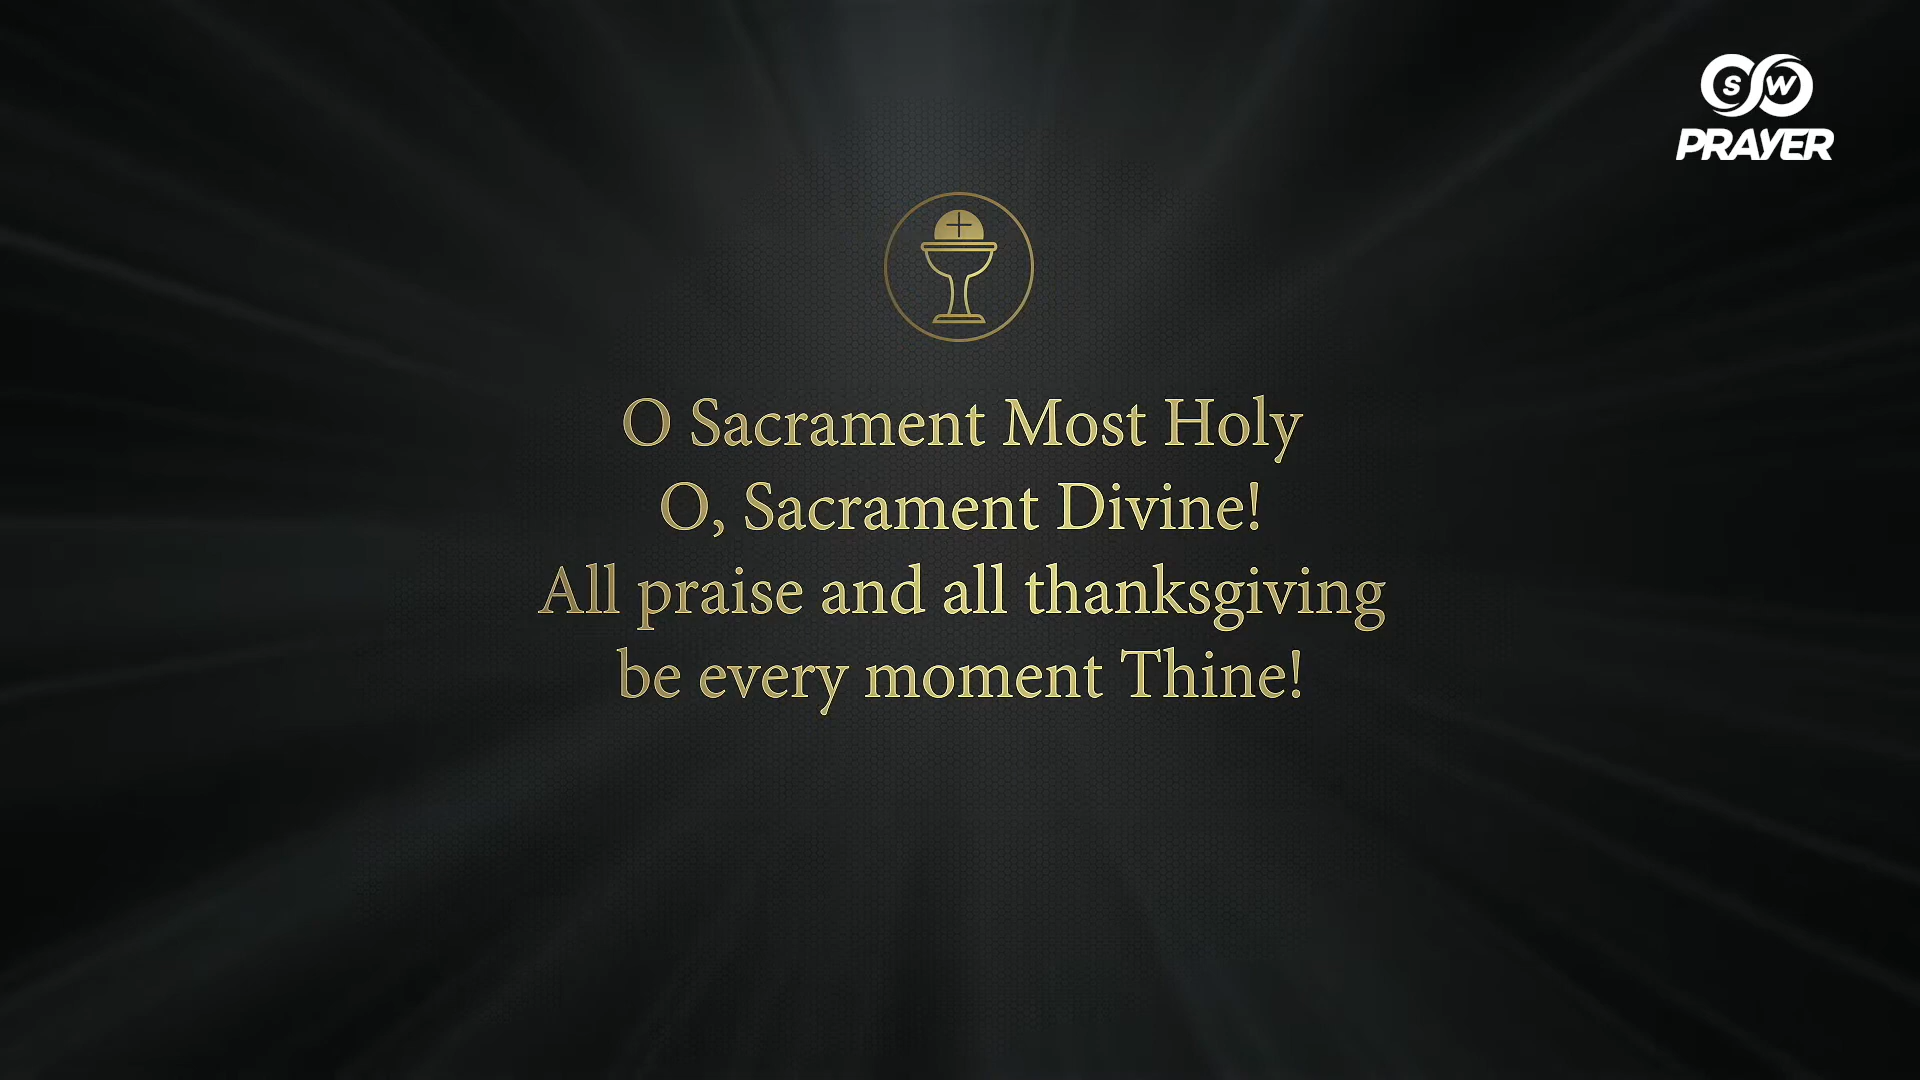 SW
PRAYER
O Sacrament Most Holy
O, Sacrament Divine!
All praise and all thanksgiving
be every moment Thine!